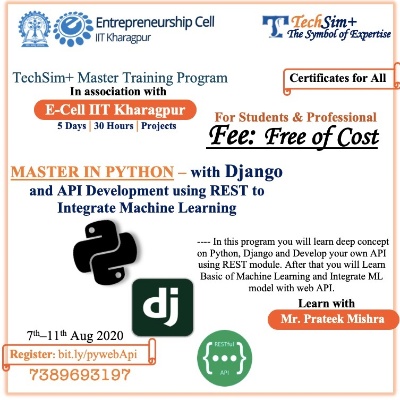 Entrepreneurship Cell
IIT Kharagpur
TechSim+
The Symbol of Expertise
TechSim+ Master Training Program
In association with
E-Cell IIT Kharagpur
5 Days | 30 Hours | Projects
Certificates for All
For Students & Professional
Fee: Free of Cost
MASTER IN PYTHON – with Django
and API Development using REST to
Integrate Machine Learning
---- In this program you will learn deep concept
on Python, Django and Develop your own API
using REST module. After that you will Learn
Basic of Machine Learning and Integrate ML
model with web API.
Learn with
Mr. Prateek Mishra
dj
RESTful
API
7th–11th Aug 2020
Register: bit.ly/pywebApi
7389693197